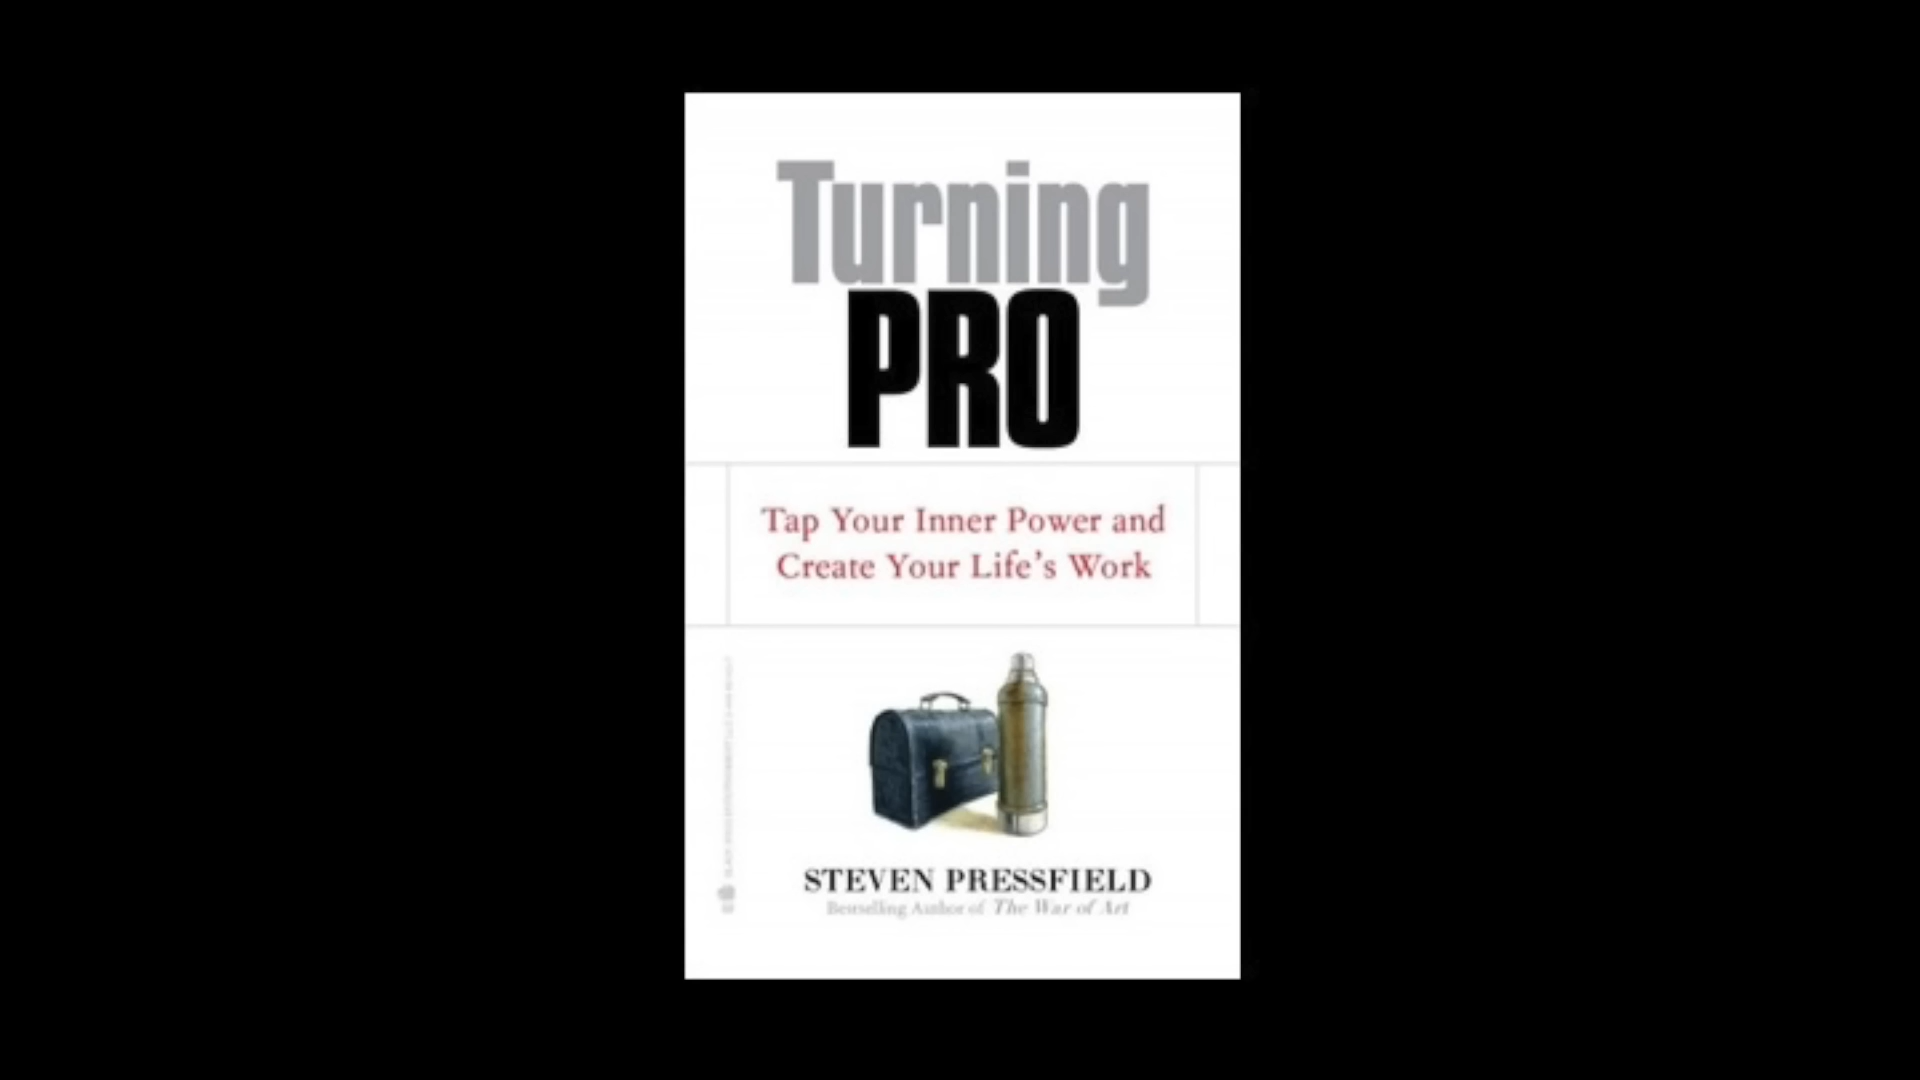 Turning
PRO
Tap Your Inner Power and
Create Your Life's Work
STEVEN PRESSFIELD
Bestselling Author of The War of Art